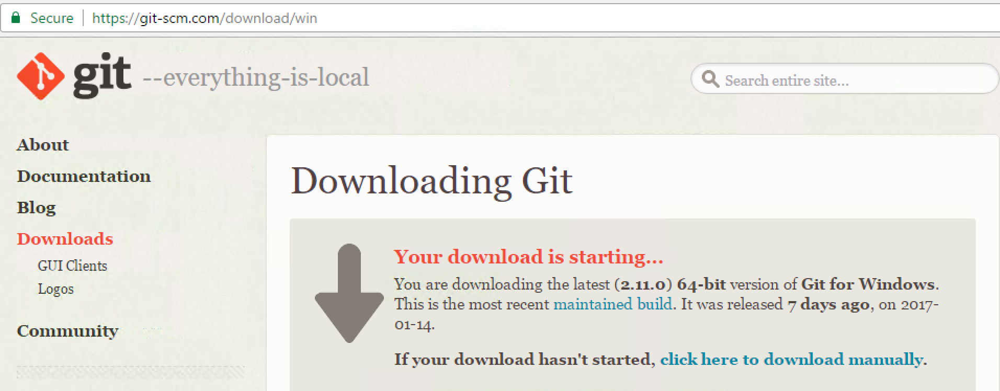 Secure | https://git-scm.com/download/win
git --everything-is-local
Search entire site...
About
Documentation
Blog
Downloads
GUI Clients
Logos
Community
Downloading Git
Your download is starting...
You are downloading the latest (2.11.0) 64-bit version of Git for Windows.
This is the most recent maintained build. It was released 7 days ago, on 2017-
01-14.
If your download hasn't started, click here to download manually.